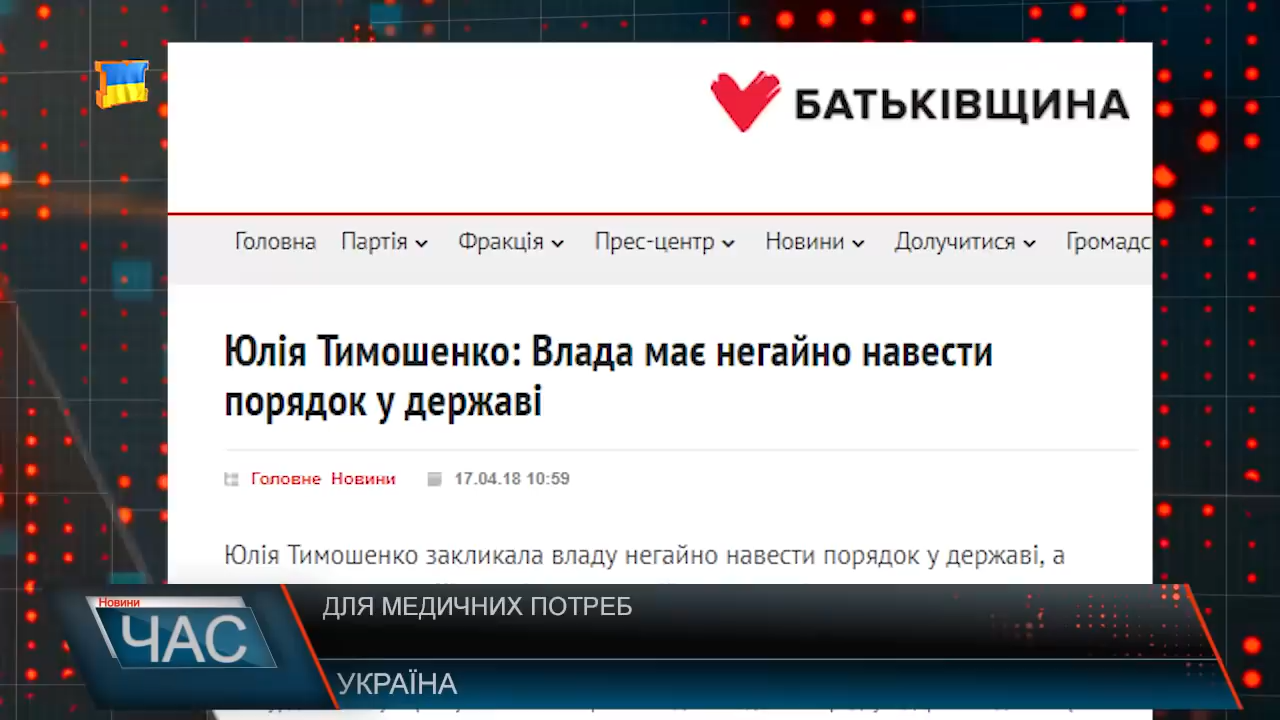 БАТЬКІВЩИНА
Головна Партія Фракція Прес-центр Новини Долучитися Громадс
Юлія Тимошенко: Влада має негайно навести
порядок у державі
Головне Новини 17.04.18 10:59
Юлія Тимошенко закликала владу негайно навести порядок у державі, а
Новини
ЧАС
ДЛЯ МЕДИЧНИХ ПОТРЕБ
УКРАЇНА